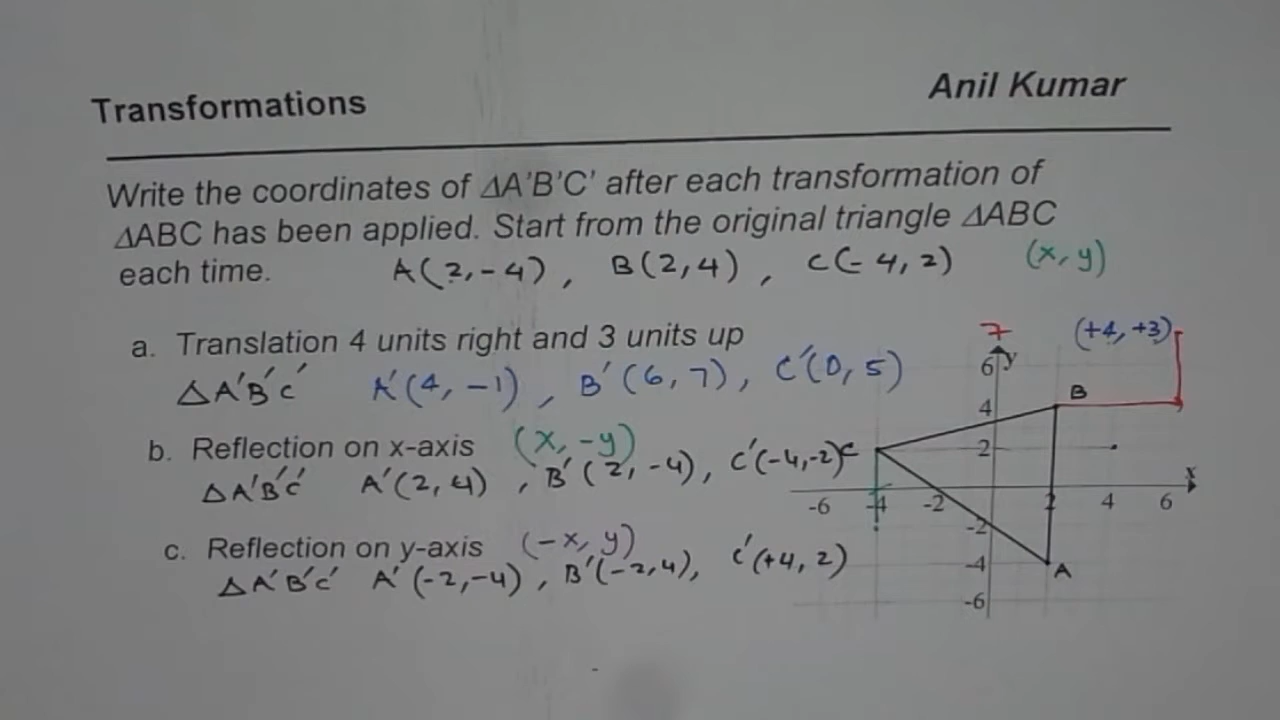 Transformations
Anil Kumar
Write the coordinates of ΔA'B'C' after each transformation of
ΔABC has been applied. Start from the original triangle ΔABC
each time. A(2,-4), B(2,4), C(-4,2) (x,y)
a. Translation 4 units right and 3 units up
ΔA'B'C' A'(4,-1), B'(6,7), C'(0,5)
b. Reflection on x-axis (x,-y)
ΔA'B'C' A'(2,4), B'(2,-4), C'(-4,-2)
c. Reflection on y-axis (-x,y)
ΔA'B'C' A'(-2,-4), B'(-2,4), C'(+4,2)
7 (+4,+3)
6 y
4 B
C 2 x
-6 -4 -2 2 4 6
-2
-4 A
-6